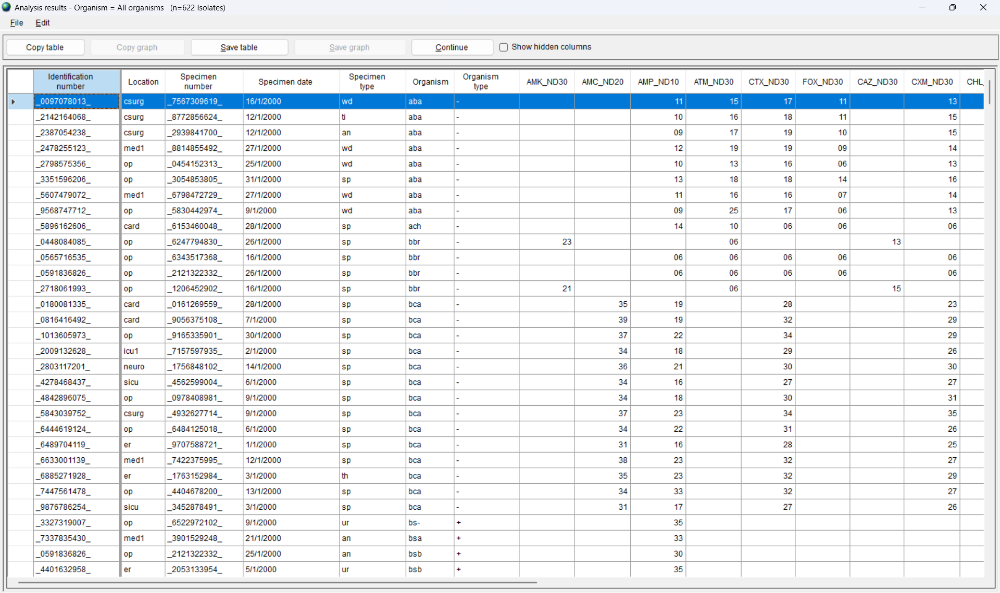 Analysis results - Organism = All organisms (n=622 Isolates)
File Edit
Copy table Copy graph Save table Save graph Continue Show hidden columns
Identification number Location Specimen number Specimen date Specimen type Organism Organism type AMK_ND30 AMC_ND20 AMP_ND10 ATM_ND30 CTX_ND30 FOX_ND30 CAZ_ND30 CXM_ND30 CHL_
_0097078013_ csurg _7567309619_ 16/1/2000 wd aba - 11 15 17 11 13
_2142164068_ csurg _8772856624_ 12/1/2000 ti aba - 10 16 18 11 15
_2387054238_ csurg _2939841700_ 12/1/2000 an aba - 09 17 19 10 15
_2478255123_ med1 _8814855492_ 27/1/2000 wd aba - 12 19 19 09 14
_2798575356_ op _0454152313_ 25/1/2000 wd aba - 10 13 16 06 13
_3351596206_ op _3054853805_ 31/1/2000 sp aba - 13 18 18 14 16
_5607479072_ med1 _6798472729_ 27/1/2000 wd aba - 11 16 16 07 14
_9568747712_ op _5830442974_ 9/1/2000 wd aba - 09 25 17 06 13
_5896162606_ card _6153460048_ 28/1/2000 sp ach - 14 10 06 06 06
_0448084085_ op _6247794830_ 26/1/2000 sp bbr - 23 06 13
_0565716535_ op _6343517368_ 16/1/2000 sp bbr - 06 06 06 06 06
_0591836826_ op _2121322332_ 26/1/2000 sp bbr - 06 06 06 06 06
_2718061993_ op _1206452902_ 16/1/2000 sp bbr - 21 06 15
_0180081335_ card _0161269559_ 28/1/2000 sp bca - 35 19 28 23
_0816416492_ card _9056375108_ 7/1/2000 sp bca - 39 19 32 29
_1013605973_ op _9165335901_ 30/1/2000 sp bca - 37 22 34 29
_2009132628_ icu1 _7157597935_ 2/1/2000 sp bca - 34 18 29 26
_2803117201_ neuro _1756848102_ 14/1/2000 sp bca - 36 21 30 30
_4278468437_ sicu _4562599004_ 6/1/2000 sp bca - 34 16 27 27
_4842896075_ op _0978408981_ 9/1/2000 sp bca - 34 18 30 31
_5843039752_ csurg _4932627714_ 9/1/2000 sp bca - 37 23 34 35
_6444619124_ op _6484125018_ 6/1/2000 sp bca - 34 22 31 26
_6489704119_ er _9707588721_ 1/1/2000 sp bca - 31 16 28 25
_6633001139_ med1 _7422375995_ 12/1/2000 sp bca - 38 23 32 27
_6885271928_ er _1763152984_ 3/1/2000 th bca - 35 23 32 29
_7447561478_ op _4404678200_ 13/1/2000 sp bca - 34 33 32 27
_9876786254_ sicu _3452878491_ 3/1/2000 sp bca - 31 17 27 26
_3327319007_ op _6522972102_ 9/1/2000 ur bs- + 35
_7337835430_ med1 _3901529248_ 21/1/2000 an bsa + 33
_0591836826_ op _2121322332_ 25/1/2000 an bsb + 30
_4401632958_ er _2053133954_ 5/1/2000 ur bsb + 35